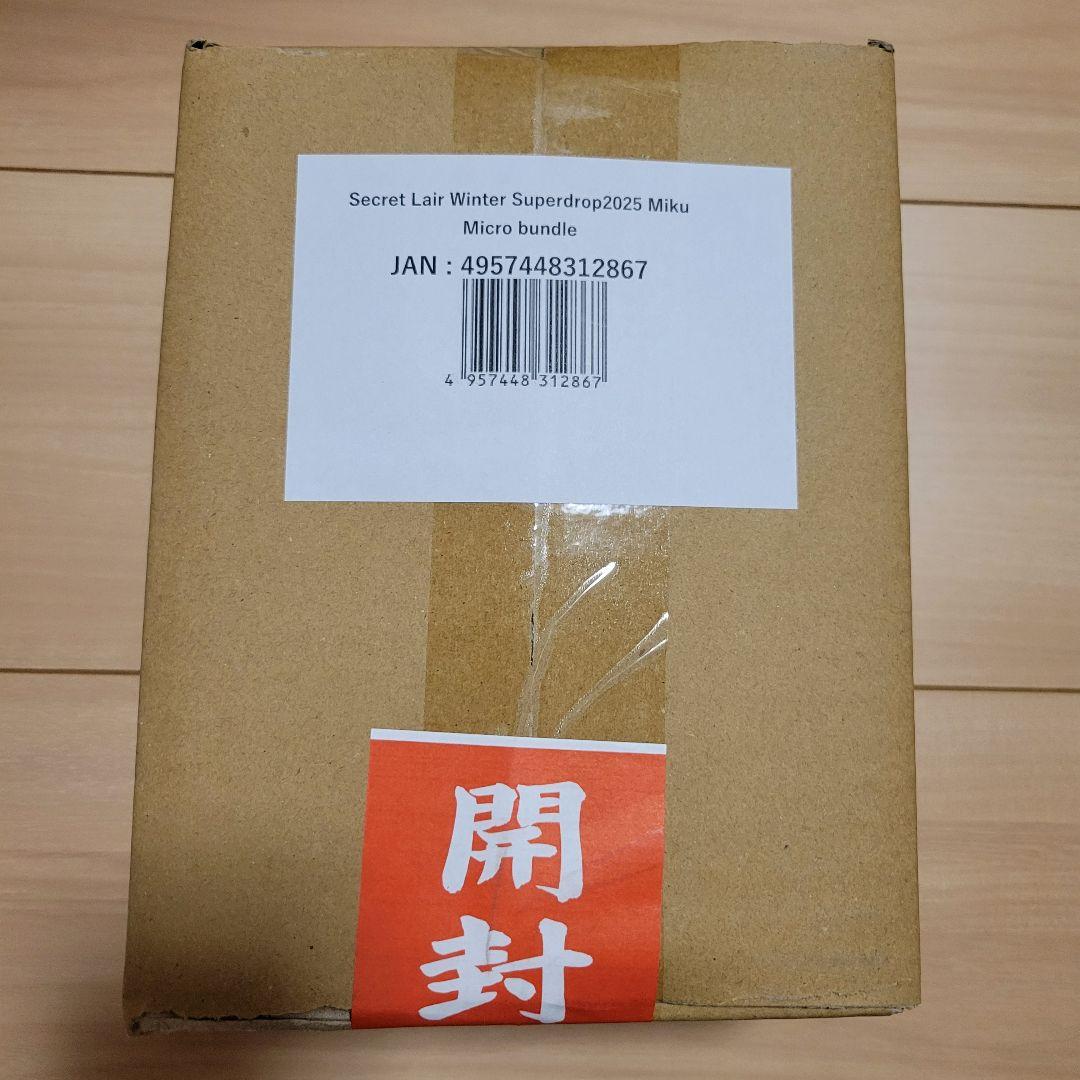 Secret Lair Winter Superdrop2025 Miku
Micro bundle
JAN : 4957448312867
4 957448 312867
開封